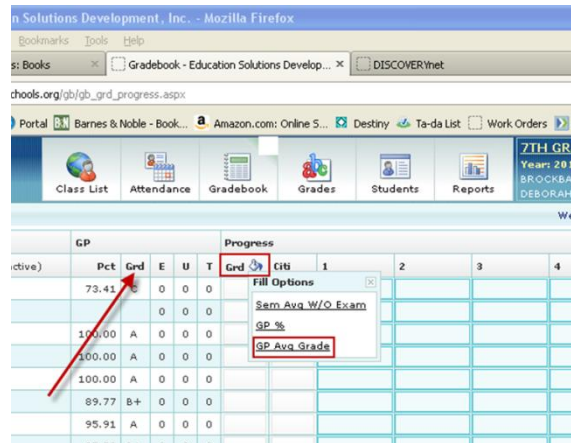 n Solutions Development, Inc. - Mozilla Firefox
Bookmarks Tools Help
s: Books × Gradebook - Education Solutions Develop... × DISCOVERYnet
chools.org/gb/gb_grd_progress.aspx
Portal B&N Barnes & Noble - Book... a Amazon.com: Online S... Destiny Ta-da List Work Orders
7TH GR
Year: 201
BROCKBA
DEBORAH
Class List Attendance Gradebook Grades Students Reports
We
GP Progress
ctive) Pct Grd E U T Grd Citi 1 2 3 4
Fill Options
Sem Avg W/O Exam
GP %
GP Avg Grade
73.41 C 0 0 0
0 0 0
100.00 A 0 0 0
100.00 A 0 0 0
100.00 A 0 0 0
89.77 B+ 0 0 0
95.91 A 0 0 0